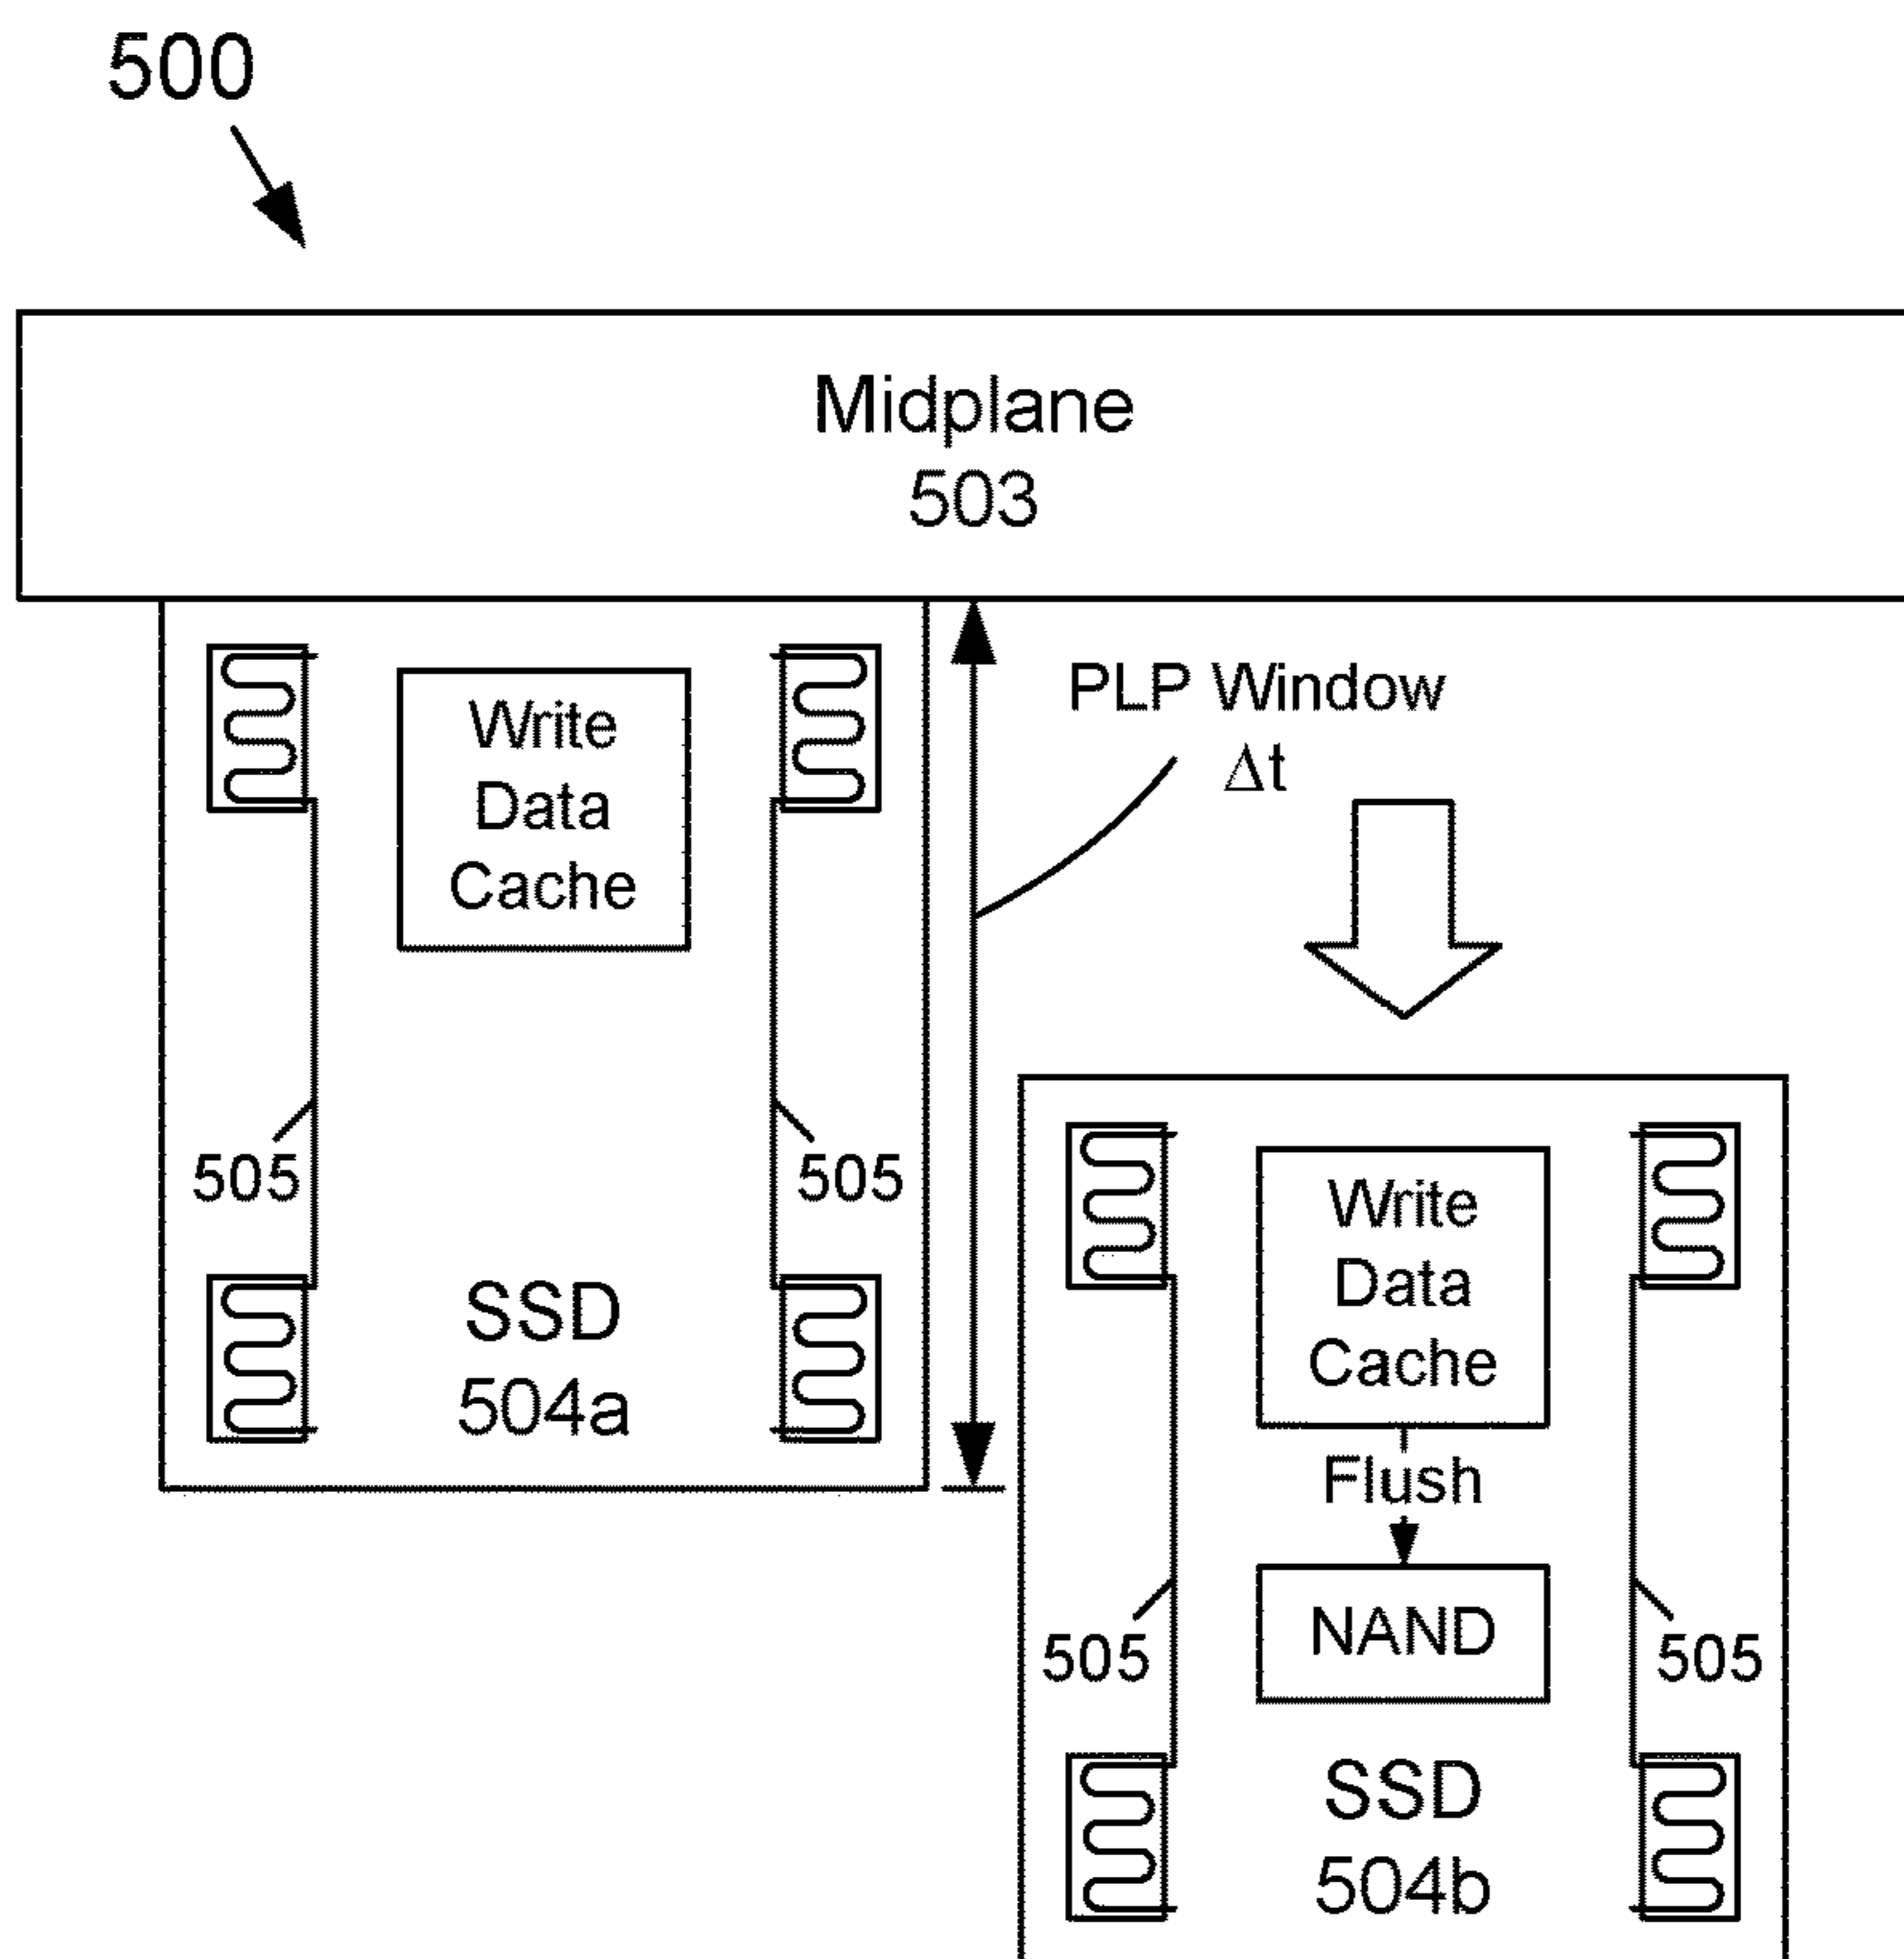 500
Midplane
503
Write
Data
Cache
PLP Window
Δt
505
505
SSD
504a
Write
Data
Cache
Flush
NAND
505
505
SSD
504b